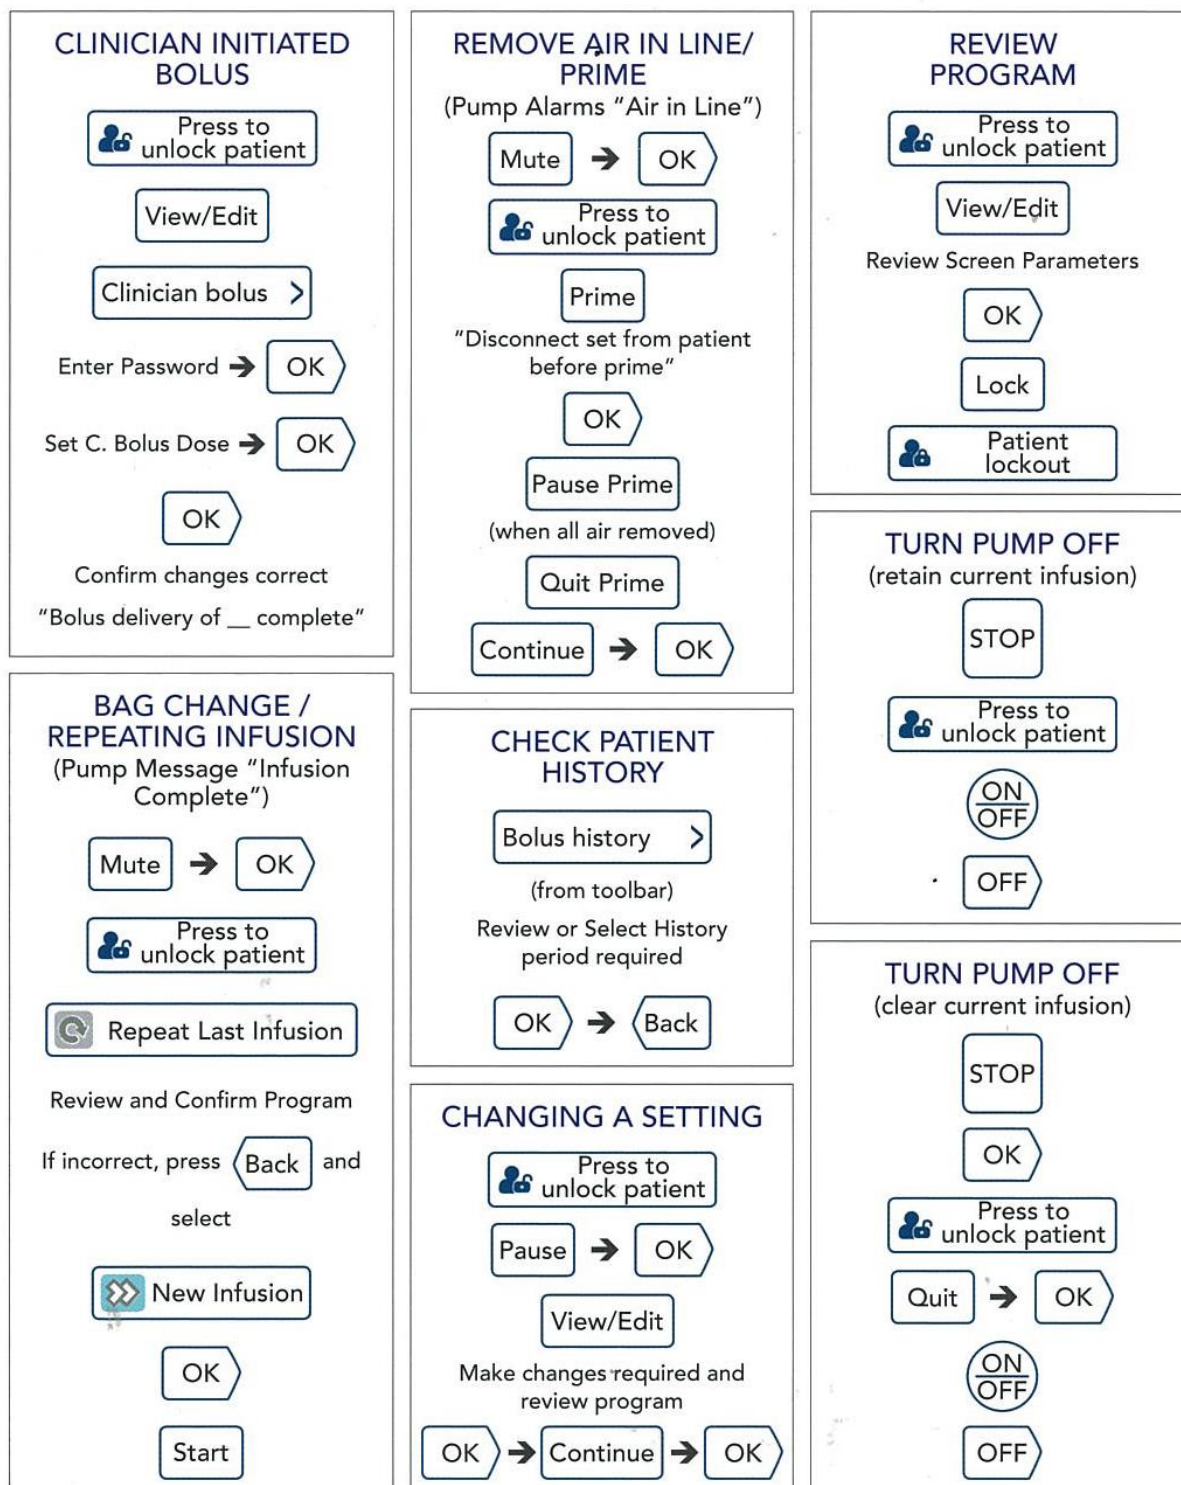 CLINICIAN INITIATED
BOLUS
Press to
unlock patient
View/Edit
Clinician bolus >
Enter Password → OK
Set C. Bolus Dose → OK
OK
Confirm changes correct
"Bolus delivery of __ complete"
BAG CHANGE /
REPEATING INFUSION
(Pump Message "Infusion
Complete")
Mute → OK
Press to
unlock patient
Repeat Last Infusion
Review and Confirm Program
If incorrect, press Back and
select
New Infusion
OK
Start
REMOVE AIR IN LINE/
PRIME
(Pump Alarms "Air in Line")
Mute → OK
Press to
unlock patient
Prime
"Disconnect set from patient
before prime"
OK
Pause Prime
(when all air removed)
Quit Prime
Continue → OK
CHECK PATIENT
HISTORY
Bolus history >
(from toolbar)
Review or Select History
period required
OK → Back
CHANGING A SETTING
Press to
unlock patient
Pause → OK
View/Edit
Make changes required and
review program
OK → Continue → OK
REVIEW
PROGRAM
Press to
unlock patient
View/Edit
Review Screen Parameters
OK
Lock
Patient
lockout
TURN PUMP OFF
(retain current infusion)
STOP
Press to
unlock patient
ON
OFF
OFF
TURN PUMP OFF
(clear current infusion)
STOP
OK
Press to
unlock patient
Quit → OK
ON
OFF
OFF